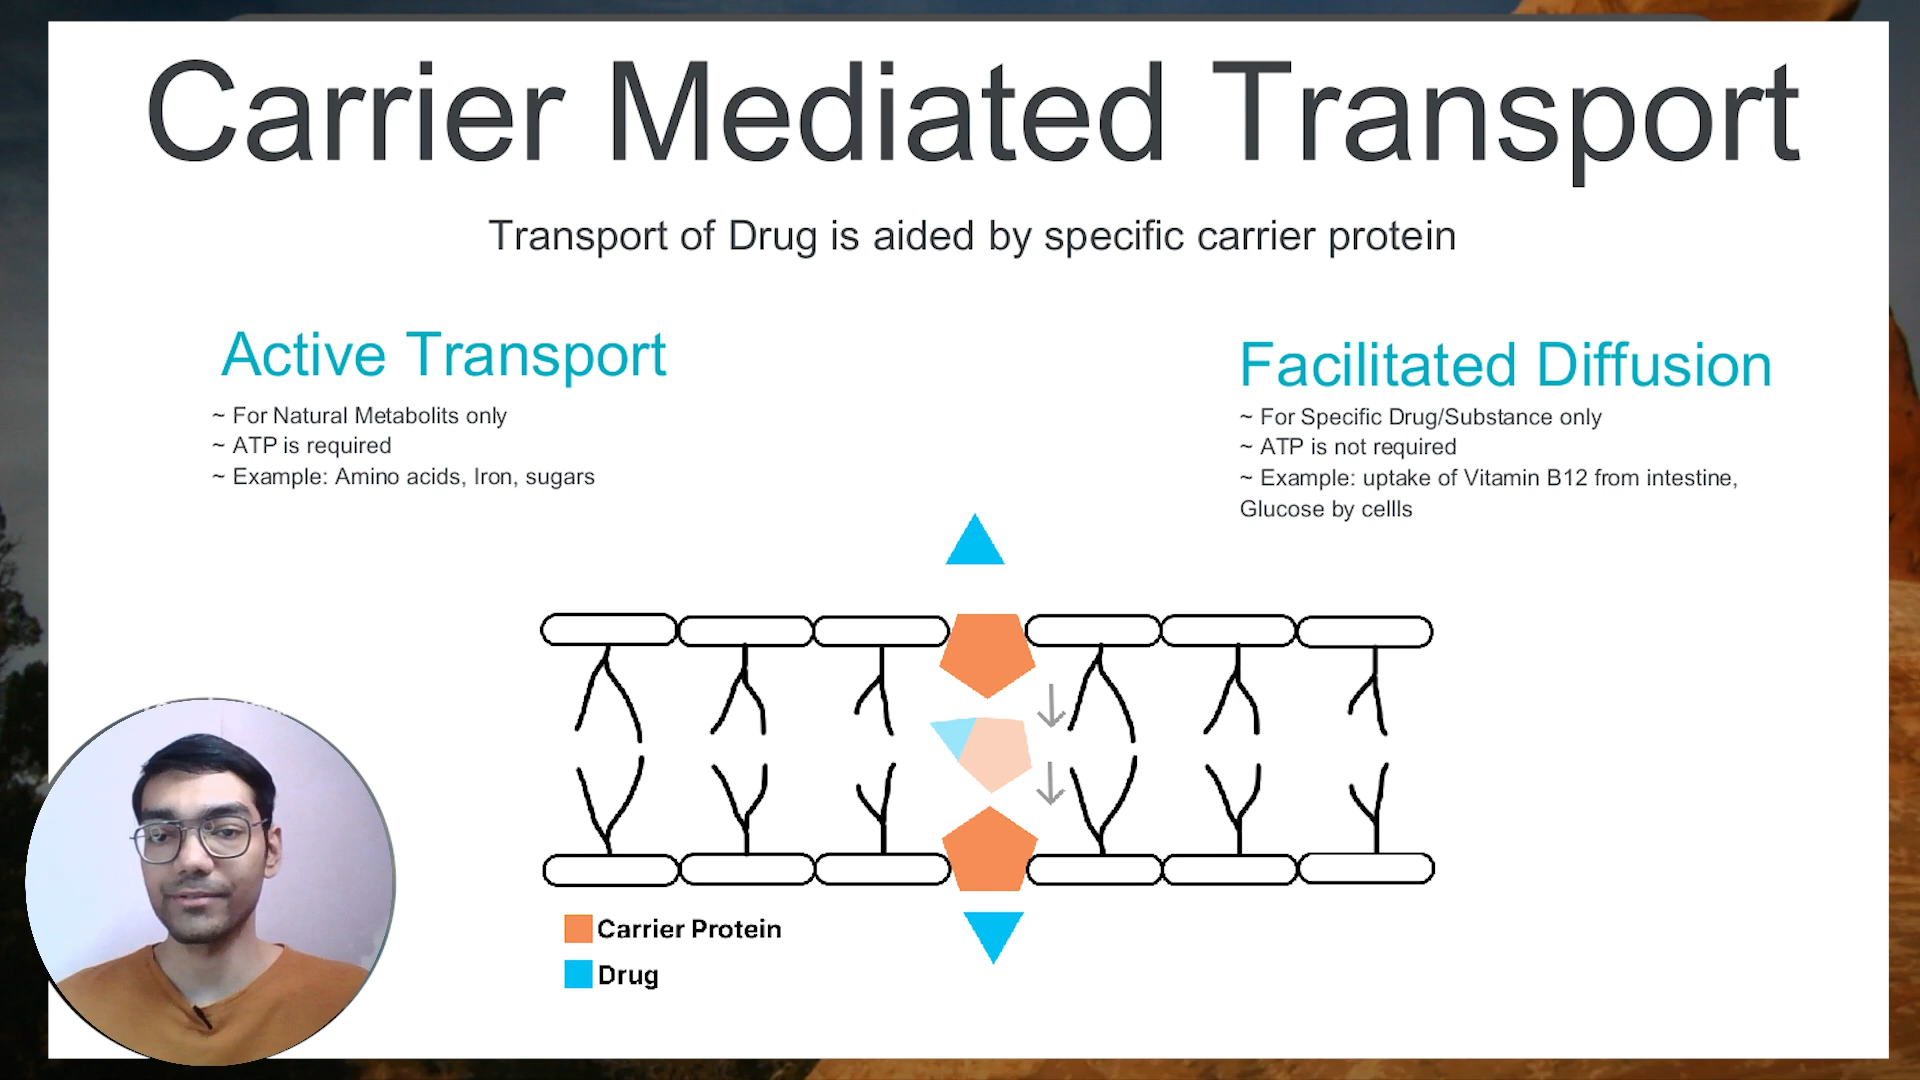 Carrier Mediated Transport
Transport of Drug is aided by specific carrier protein
Active Transport
~ For Natural Metabolits only
~ ATP is required
~ Example: Amino acids, Iron, sugars
Facilitated Diffusion
~ For Specific Drug/Substance only
~ ATP is not required
~ Example: uptake of Vitamin B12 from intestine,
Glucose by cellls
Carrier Protein
Drug